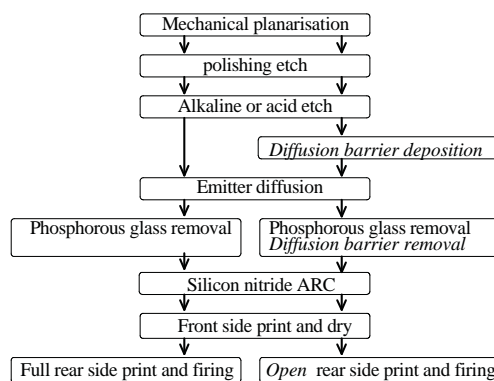 Mechanical planarisation
polishing etch
Alkaline or acid etch
Diffusion barrier deposition
Emitter diffusion
Phosphorous glass removal
Phosphorous glass removal
Diffusion barrier removal
Silicon nitride ARC
Front side print and dry
Full rear side print and firing
Open rear side print and firing